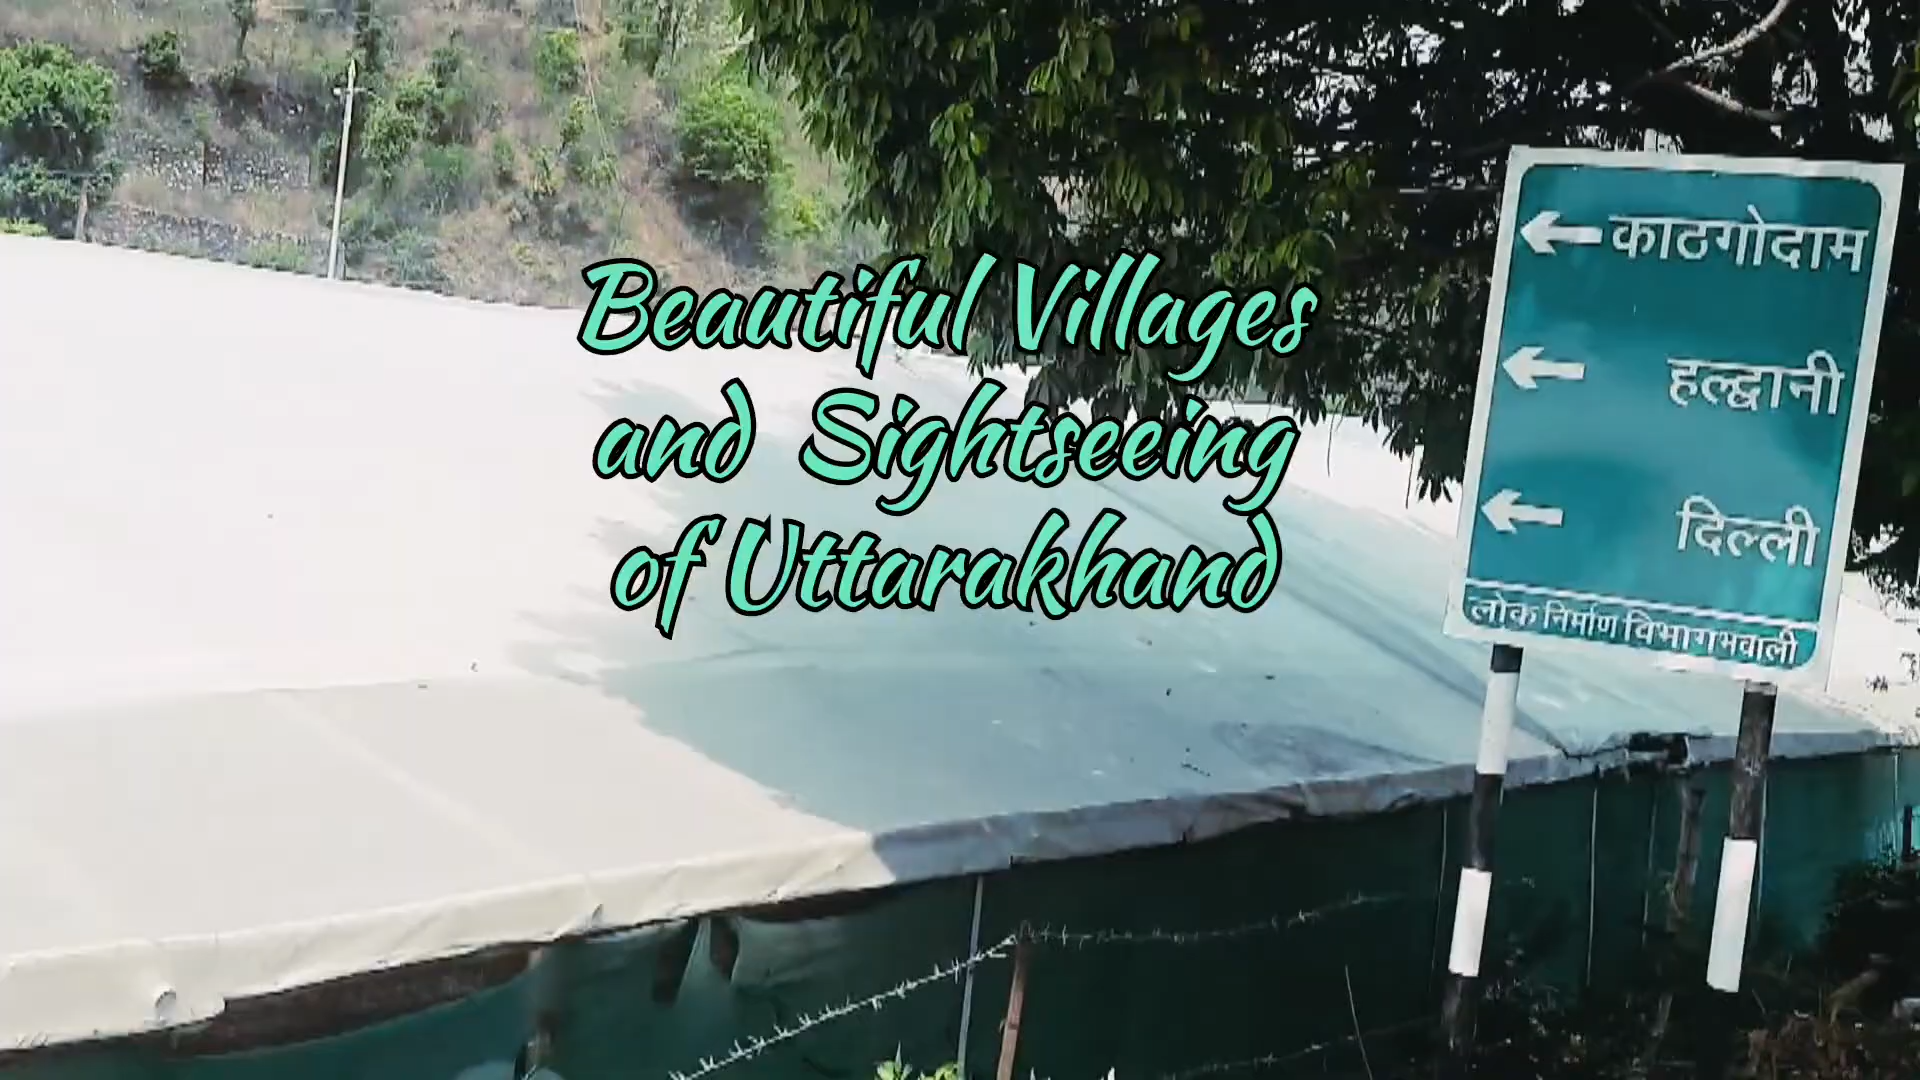 Beautiful Villages
and Sightseeing
of Uttarakhand
काठगोदाम
हल्द्वानी
दिल्ली
लोक निर्माण विभाग भवाली